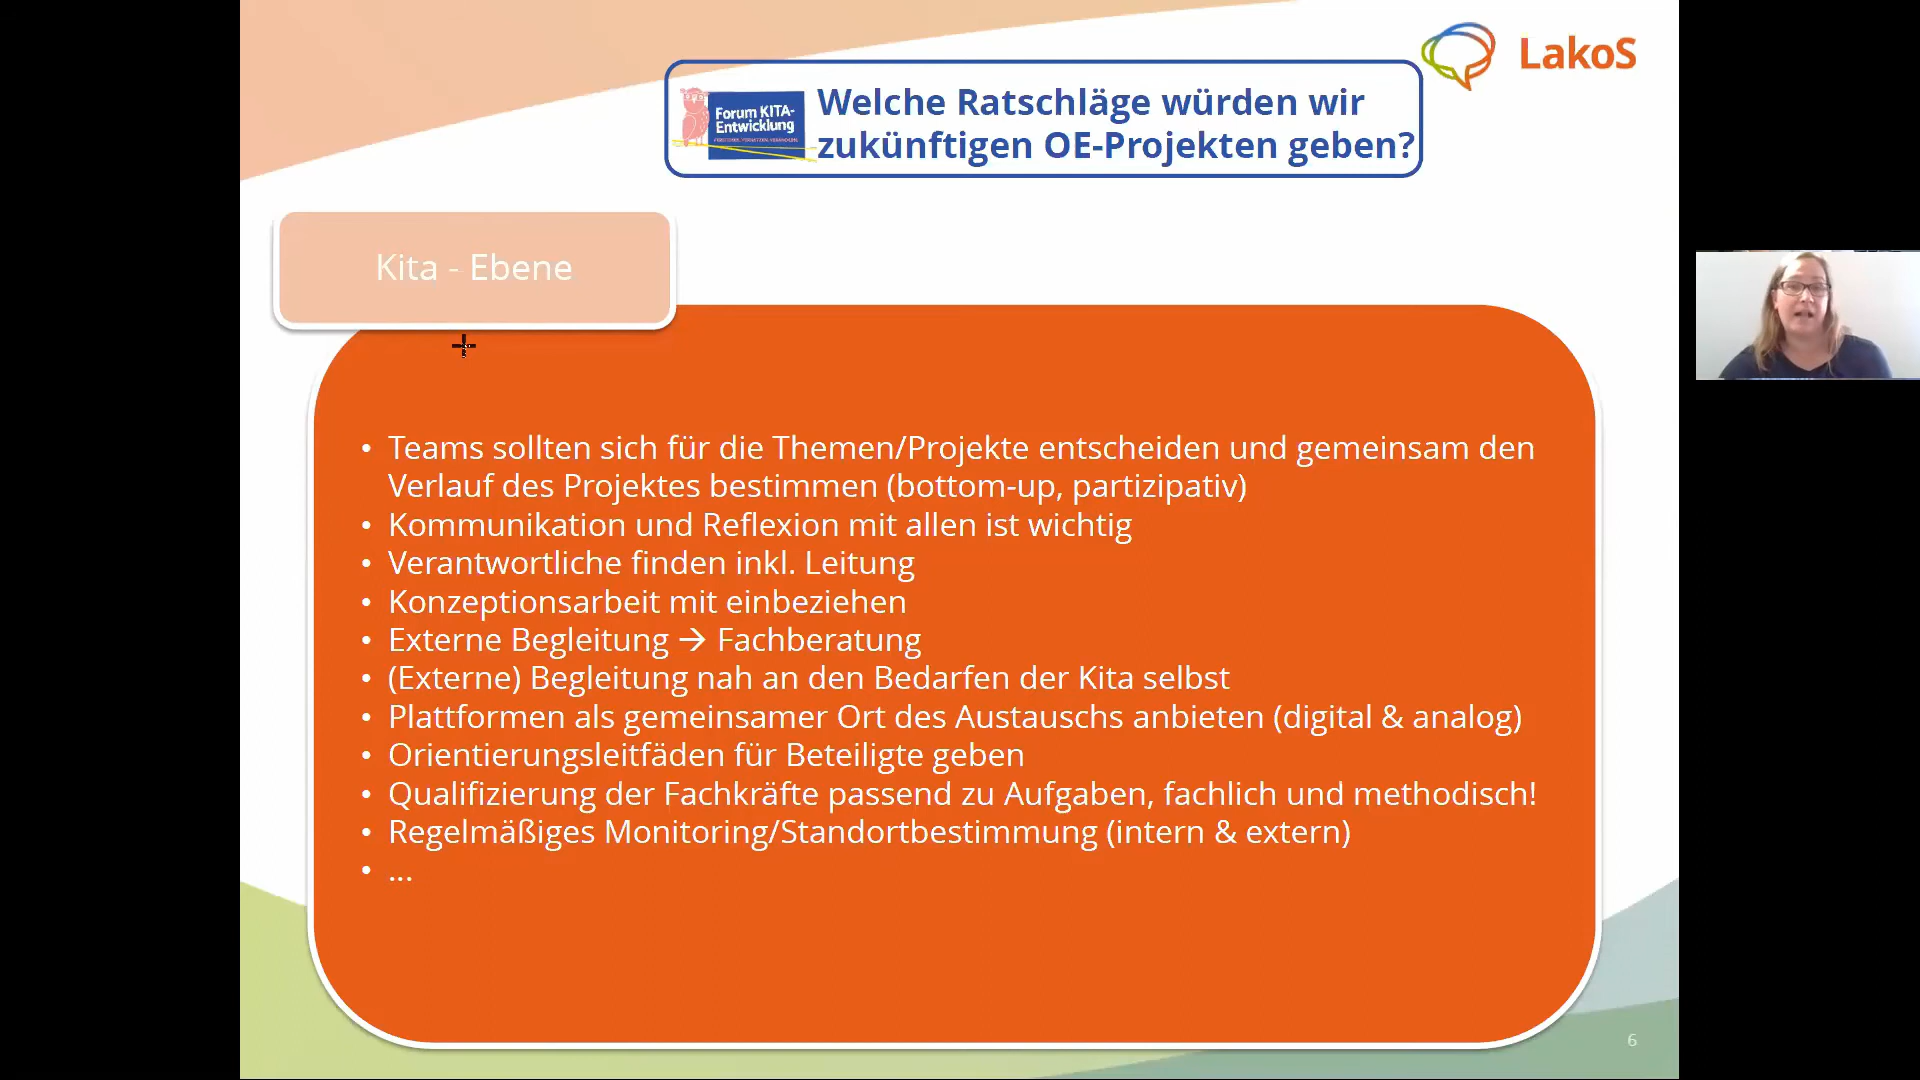 LakoS
Forum KITA-
Entwicklung
Welche Ratschläge würden wir
zukünftigen OE-Projekten geben?
Kita - Ebene
• Teams sollten sich für die Themen/Projekte entscheiden und gemeinsam den
Verlauf des Projektes bestimmen (bottom-up, partizipativ)
• Kommunikation und Reflexion mit allen ist wichtig
• Verantwortliche finden inkl. Leitung
• Konzeptionsarbeit mit einbeziehen
• Externe Begleitung → Fachberatung
• (Externe) Begleitung nah an den Bedarfen der Kita selbst
• Plattformen als gemeinsamer Ort des Austauschs anbieten (digital & analog)
• Orientierungsleitfäden für Beteiligte geben
• Qualifizierung der Fachkräfte passend zu Aufgaben, fachlich und methodisch!
• Regelmäßiges Monitoring/Standortbestimmung (intern & extern)
• ...
6